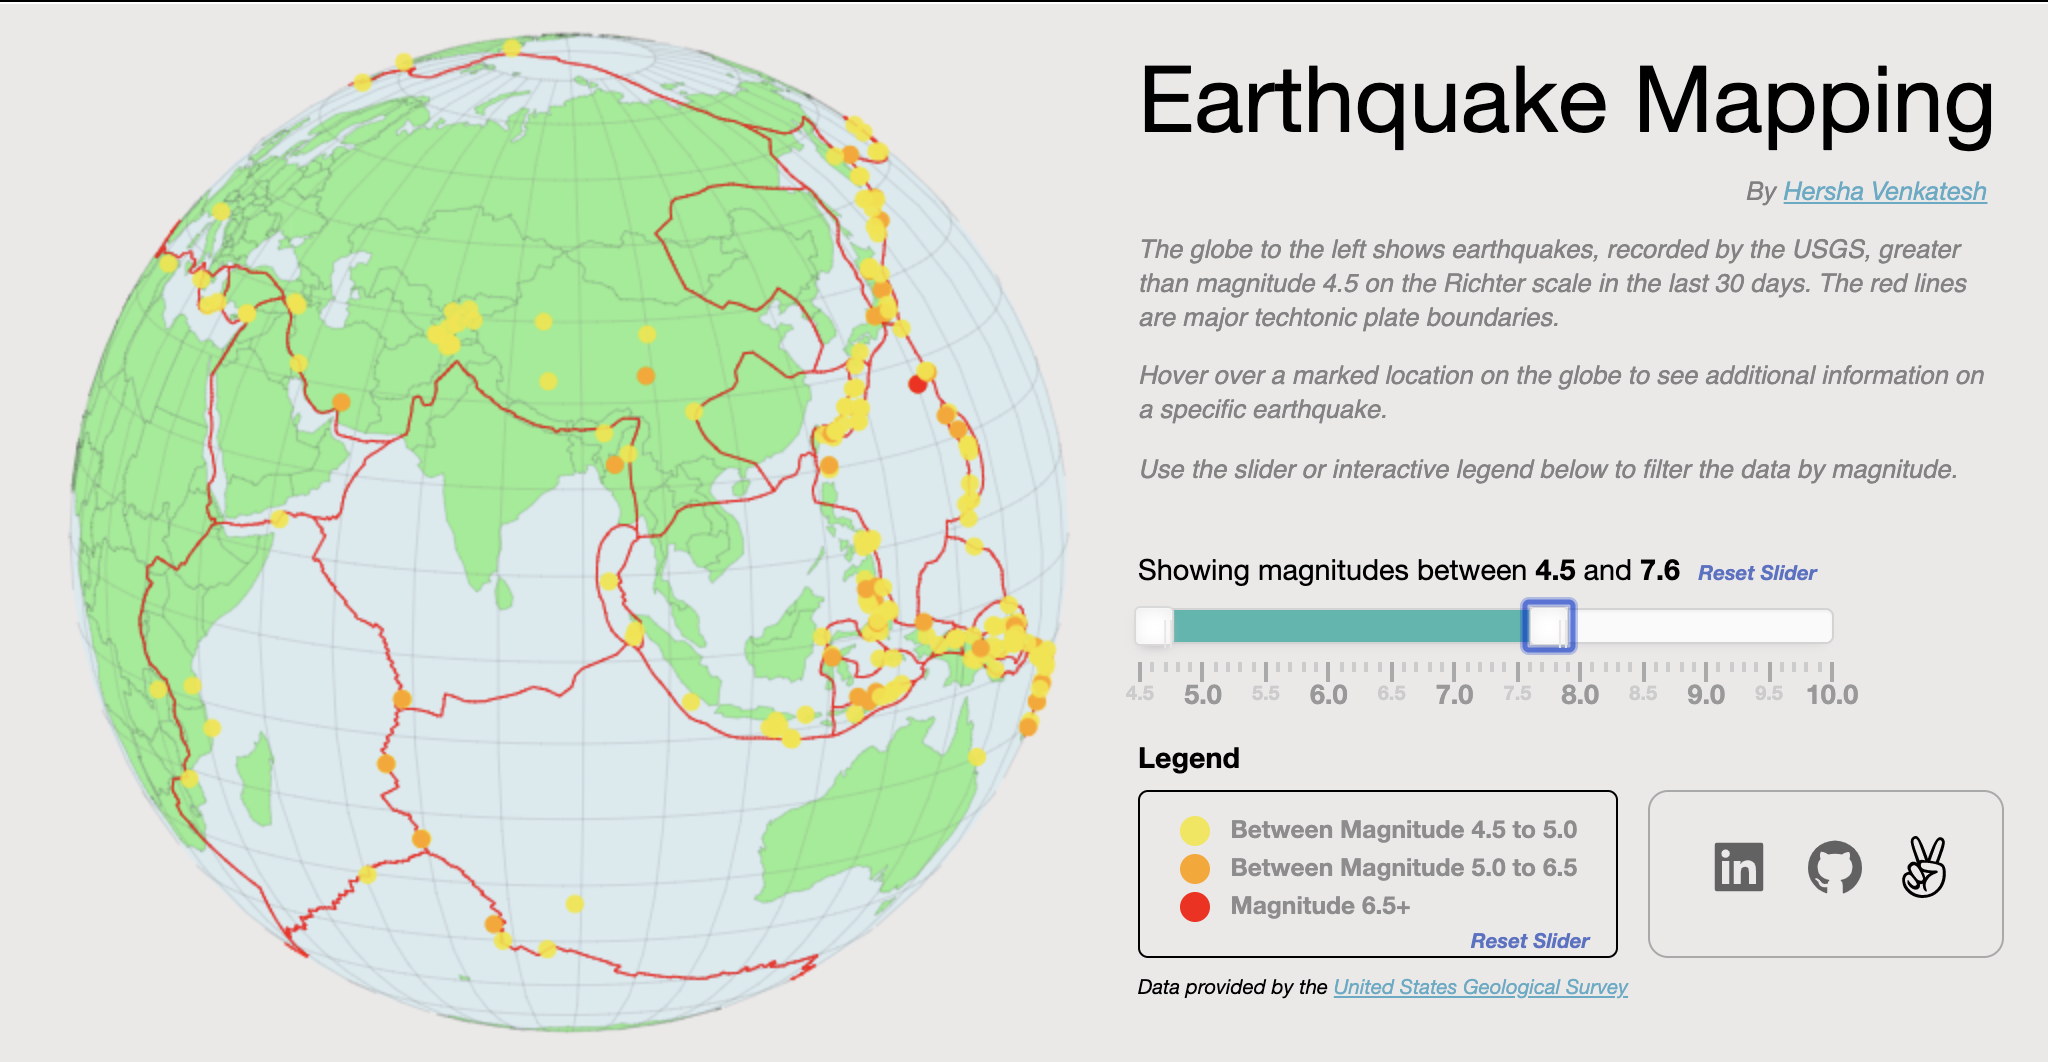 Earthquake Mapping
By Hersha Venkatesh
The globe to the left shows earthquakes, recorded by the USGS, greater
than magnitude 4.5 on the Richter scale in the last 30 days. The red lines
are major techtonic plate boundaries.
Hover over a marked location on the globe to see additional information on
a specific earthquake.
Use the slider or interactive legend below to filter the data by magnitude.
Showing magnitudes between 4.5 and 7.6 Reset Slider
4.5 5.0 5.5 6.0 6.5 7.0 7.5 8.0 8.5 9.0 9.5 10.0
Legend
Between Magnitude 4.5 to 5.0
Between Magnitude 5.0 to 6.5
Magnitude 6.5+
Reset Slider
in
Data provided by the United States Geological Survey